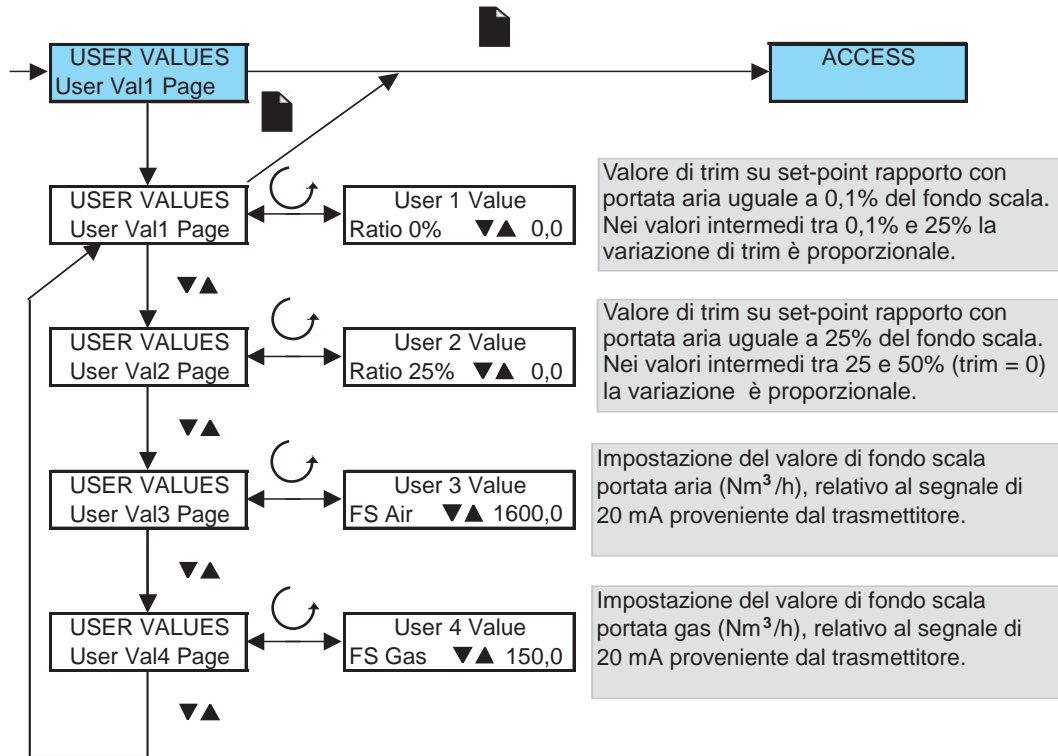 USER VALUES
User Val1 Page
ACCESS
USER VALUES
User Val1 Page
User 1 Value
Ratio 0% ▼▲ 0,0
Valore di trim su set-point rapporto con
portata aria uguale a 0,1% del fondo scala.
Nei valori intermedi tra 0,1% e 25% la
variazione di trim è proporzionale.
▼▲
USER VALUES
User Val2 Page
User 2 Value
Ratio 25% ▼▲ 0,0
Valore di trim su set-point rapporto con
portata aria uguale a 25% del fondo scala.
Nei valori intermedi tra 25 e 50% (trim = 0)
la variazione è proporzionale.
▼▲
USER VALUES
User Val3 Page
User 3 Value
FS Air ▼▲ 1600,0
Impostazione del valore di fondo scala
portata aria (Nm³/h), relativo al segnale di
20 mA proveniente dal trasmettitore.
▼▲
USER VALUES
User Val4 Page
User 4 Value
FS Gas ▼▲ 150,0
Impostazione del valore di fondo scala
portata gas (Nm³/h), relativo al segnale di
20 mA proveniente dal trasmettitore.
▼▲